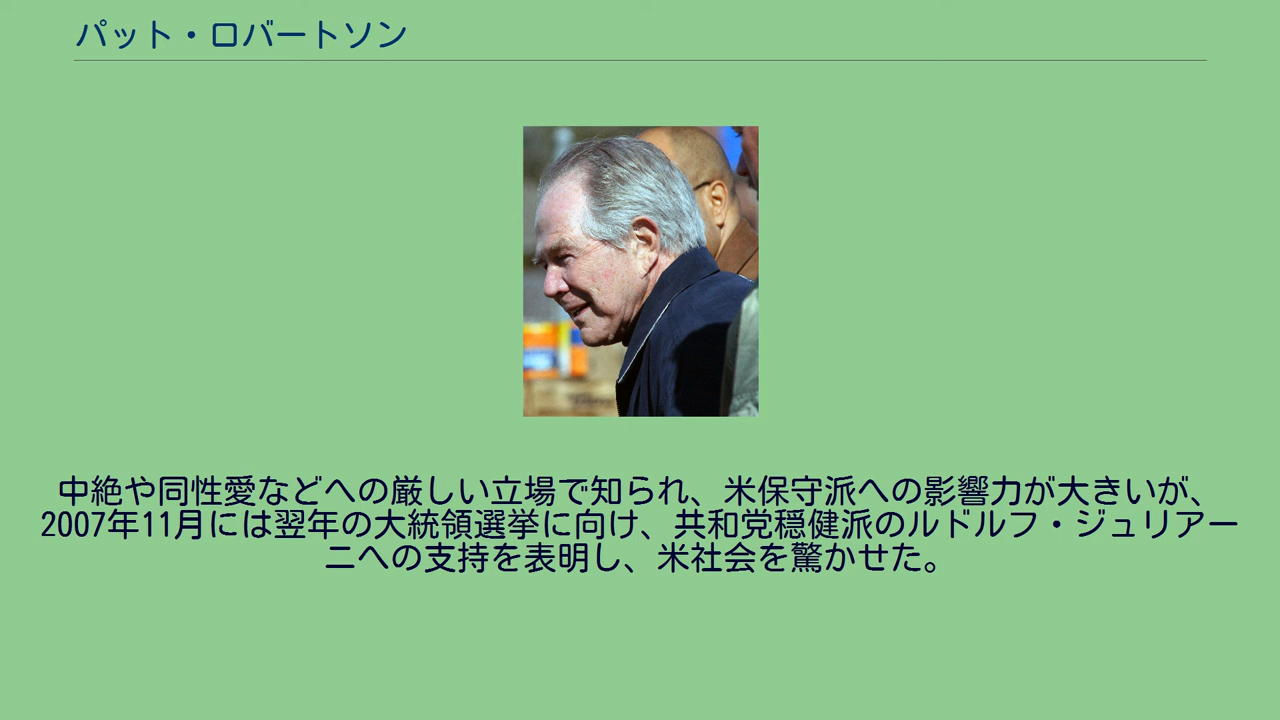 パット・ロバートソン
中絶や同性愛などへの厳しい立場で知られ、米保守派への影響力が大きいが、
2007年11月には翌年の大統領選挙に向け、共和党穏健派のルドルフ・ジュリアー
ニへの支持を表明し、米社会を驚かせた。